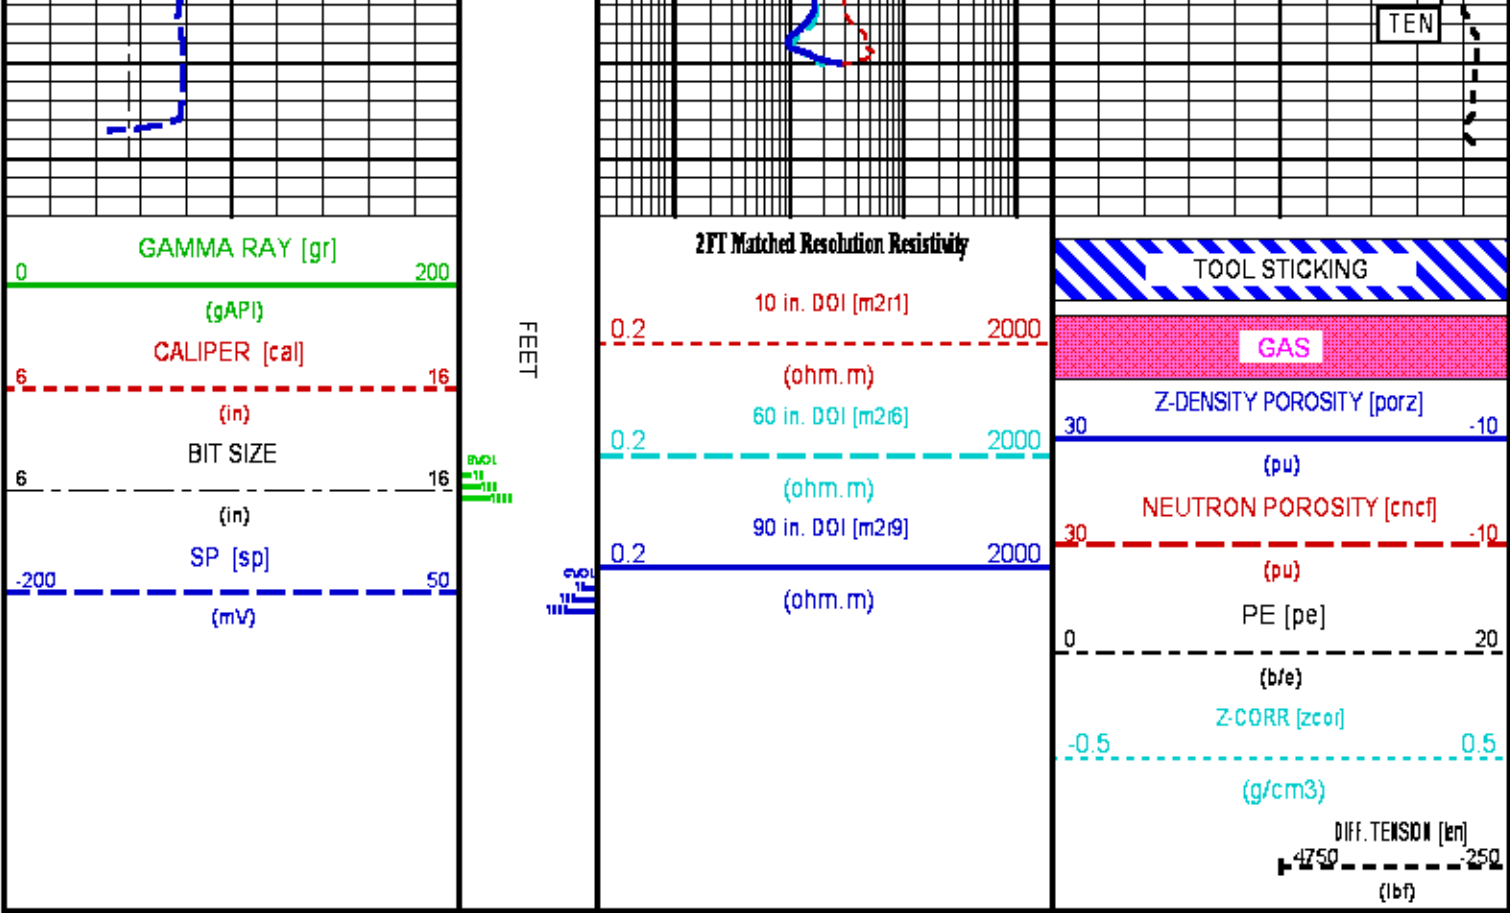 TEN
GAMMA RAY [gr]
0 200
(gAPI)
CALIPER [cal]
6 16
(in)
BIT SIZE
6 16
(in)
SP [sp]
-200 50
(mV)
FEET
2FT Matched Resolution Resistivity
10 in. DOI [m2r1]
0.2 2000
(ohm.m)
60 in. DOI [m2r6]
0.2 2000
(ohm.m)
90 in. DOI [m2r9]
0.2 2000
(ohm.m)
TOOL STICKING
GAS
Z-DENSITY POROSITY [porz]
30 -10
(pu)
NEUTRON POROSITY [cncf]
30 -10
(pu)
PE [pe]
0 20
(b/e)
Z-CORR [zcor]
-0.5 0.5
(g/cm3)
DIFF. TENSION [ten]
4750 -250
(lbf)